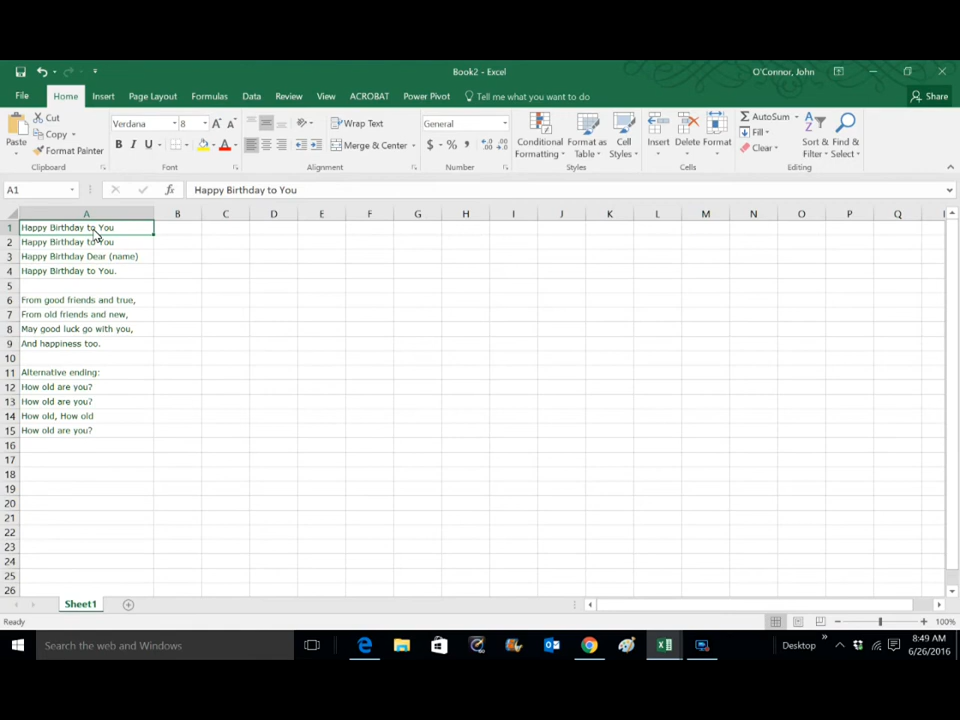 Book2 - Excel
O'Connor, John
File Home Insert Page Layout Formulas Data Review View ACROBAT Power Pivot Tell me what you want to do Share
Paste
Cut
Copy
Format Painter
Clipboard
Verdana 8
B I U
Font
Wrap Text
Merge & Center
Alignment
General
$ % ,
Number
Conditional Formatting
Format as Table
Cell Styles
Styles
Insert Delete Format
Cells
AutoSum
Fill
Clear
Sort & Filter
Find & Select
Editing
A1 fx Happy Birthday to You
A B C D E F G H I J K L M N O P Q
1 Happy Birthday to You
2 Happy Birthday to You
3 Happy Birthday Dear (name)
4 Happy Birthday to You.
5
6 From good friends and true,
7 From old friends and new,
8 May good luck go with you,
9 And happiness too.
10
11 Alternative ending:
12 How old are you?
13 How old are you?
14 How old, How old
15 How old are you?
16
17
18
19
20
21
22
23
24
25
26
Sheet1
Ready
100%
Search the web and Windows
Desktop
8:49 AM
6/26/2016